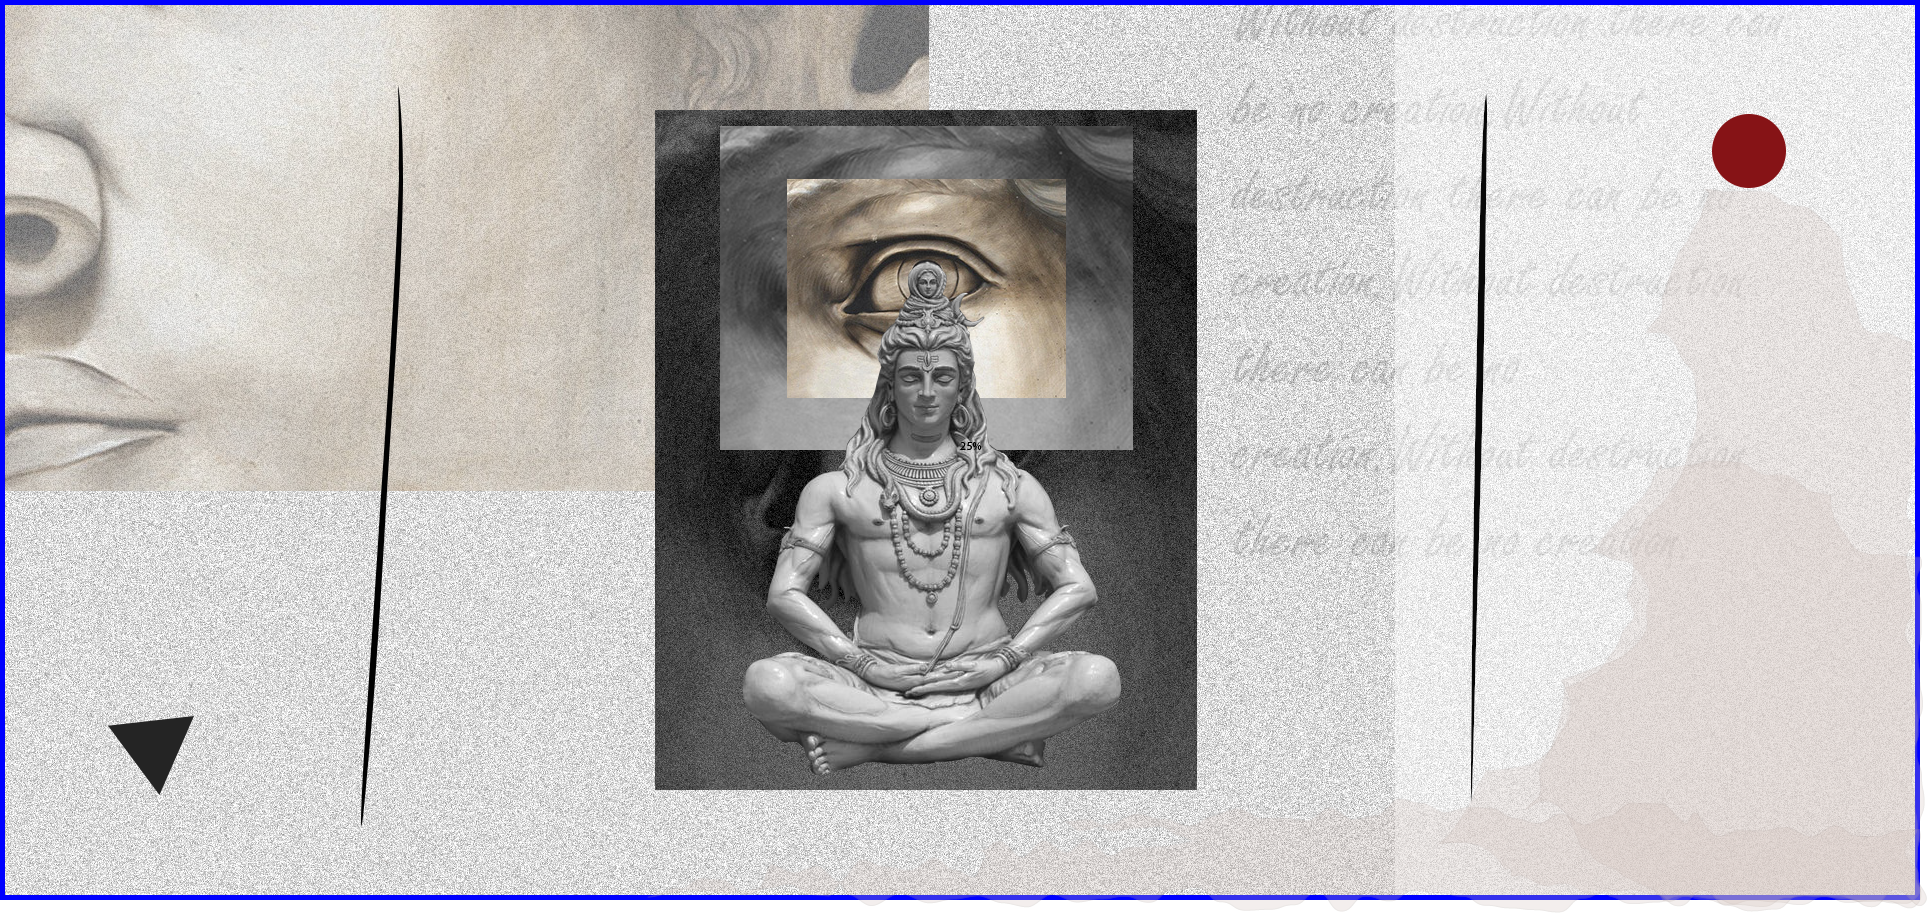 Without destruction there can
be no creation Without
destruction there can be no
creation, Without destruction
there can be no
25%
creation, Without destruction
there can be no creation